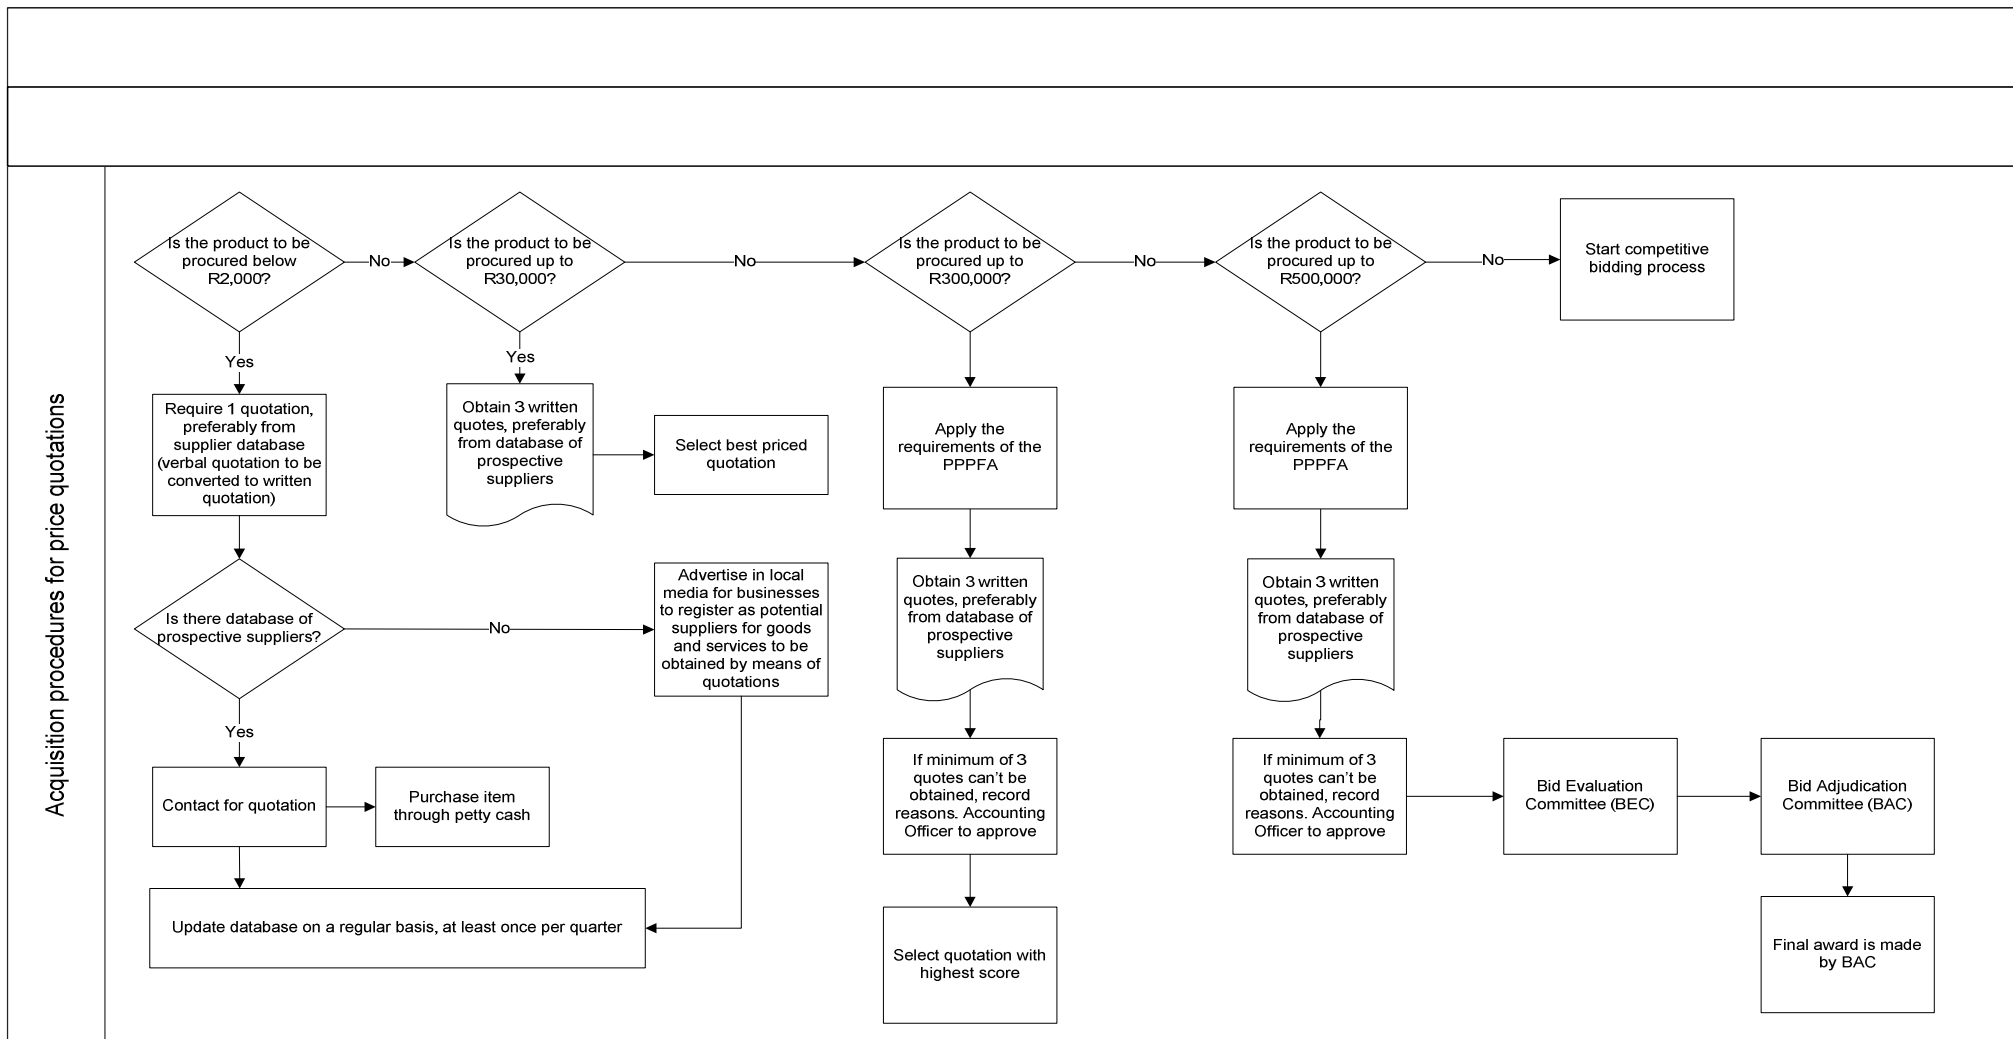 Acquisition procedures for price quotations
Is the product to be
procured below
R2,000?
No
Is the product to be
procured up to
R30,000?
No
Is the product to be
procured up to
R300,000?
No
Is the product to be
procured up to
R500,000?
No
Start competitive
bidding process
Yes
Yes
Require 1 quotation,
preferably from
supplier database
(verbal quotation to be
converted to written
quotation)
Obtain 3 written
quotes, preferably
from database of
prospective
suppliers
Select best priced
quotation
Apply the
requirements of the
PPPFA
Apply the
requirements of the
PPPFA
Is there database of
prospective suppliers?
No
Advertise in local
media for businesses
to register as potential
suppliers for goods
and services to be
obtained by means of
quotations
Obtain 3 written
quotes, preferably
from database of
prospective
suppliers
Obtain 3 written
quotes, preferably
from database of
prospective
suppliers
Yes
Contact for quotation
Purchase item
through petty cash
If minimum of 3
quotes can't be
obtained, record
reasons. Accounting
Officer to approve
If minimum of 3
quotes can't be
obtained, record
reasons. Accounting
Officer to approve
Bid Evaluation
Committee (BEC)
Bid Adjudication
Committee (BAC)
Update database on a regular basis, at least once per quarter
Select quotation with
highest score
Final award is made
by BAC